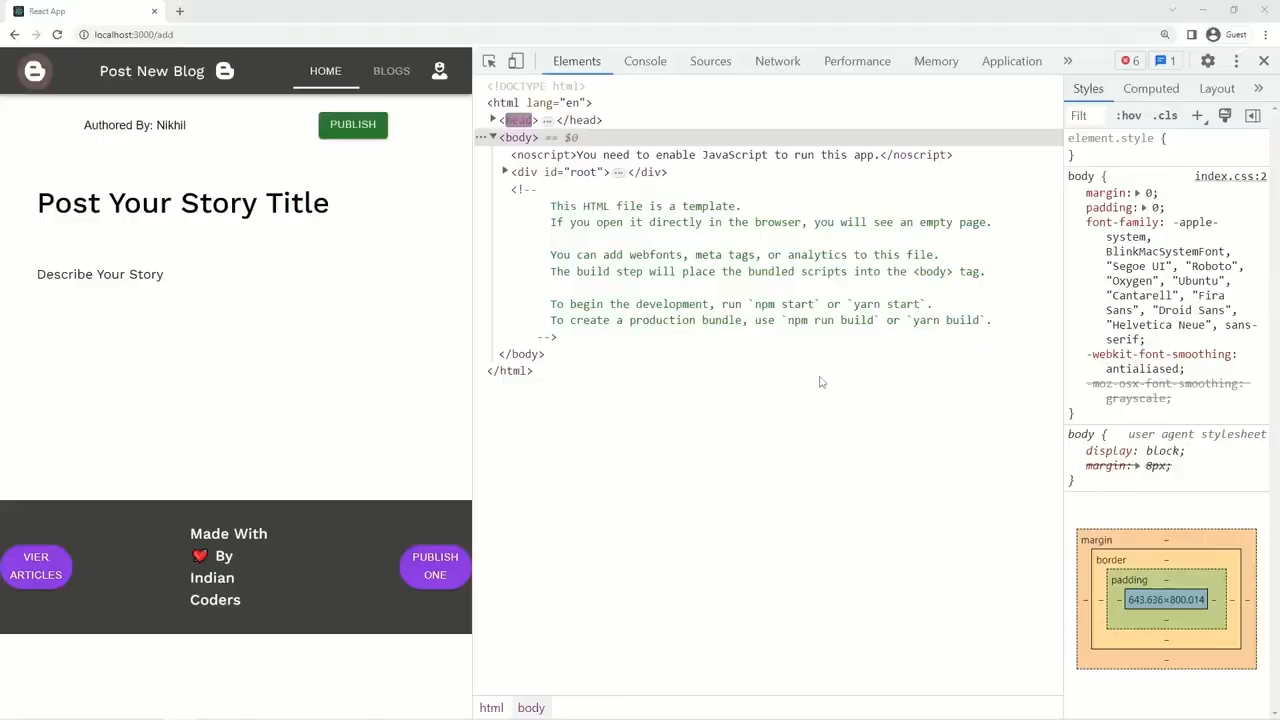 React App
localhost:3000/add
Guest
Post New Blog
HOME
BLOGS
Authored By: Nikhil
PUBLISH
Post Your Story Title
Describe Your Story
VIER
ARTICLES
Made With
❤️ By
Indian
Coders
PUBLISH
ONE
Elements
Console
Sources
Network
Performance
Memory
Application
»
6
1
<!DOCTYPE html>
<html lang="en">
<head> … </head>
<body> == $0
<noscript>You need to enable JavaScript to run this app.</noscript>
<div id="root"> … </div>
<!--
This HTML file is a template.
If you open it directly in the browser, you will see an empty page.
You can add webfonts, meta tags, or analytics to this file.
The build step will place the bundled scripts into the <body> tag.
To begin the development, run `npm start` or `yarn start`.
To create a production bundle, use `npm run build` or `yarn build`.
-->
</body>
</html>
html
body
Styles
Computed
Layout
»
Filt
:hov
.cls
element.style {
}
body {
index.css:2
margin: 0;
padding: 0;
font-family: -apple-
system,
BlinkMacSystemFont,
"Segoe UI", "Roboto",
"Oxygen", "Ubuntu",
"Cantarell", "Fira
Sans", "Droid Sans",
"Helvetica Neue", sans-
serif;
-webkit-font-smoothing:
antialiased;
-moz-osx-font-smoothing:
grayscale;
}
body {
user agent stylesheet
display: block;
margin: 8px;
}
margin
–
border
–
padding
–
– – – 643.636×800.014 – – –
–
–
–